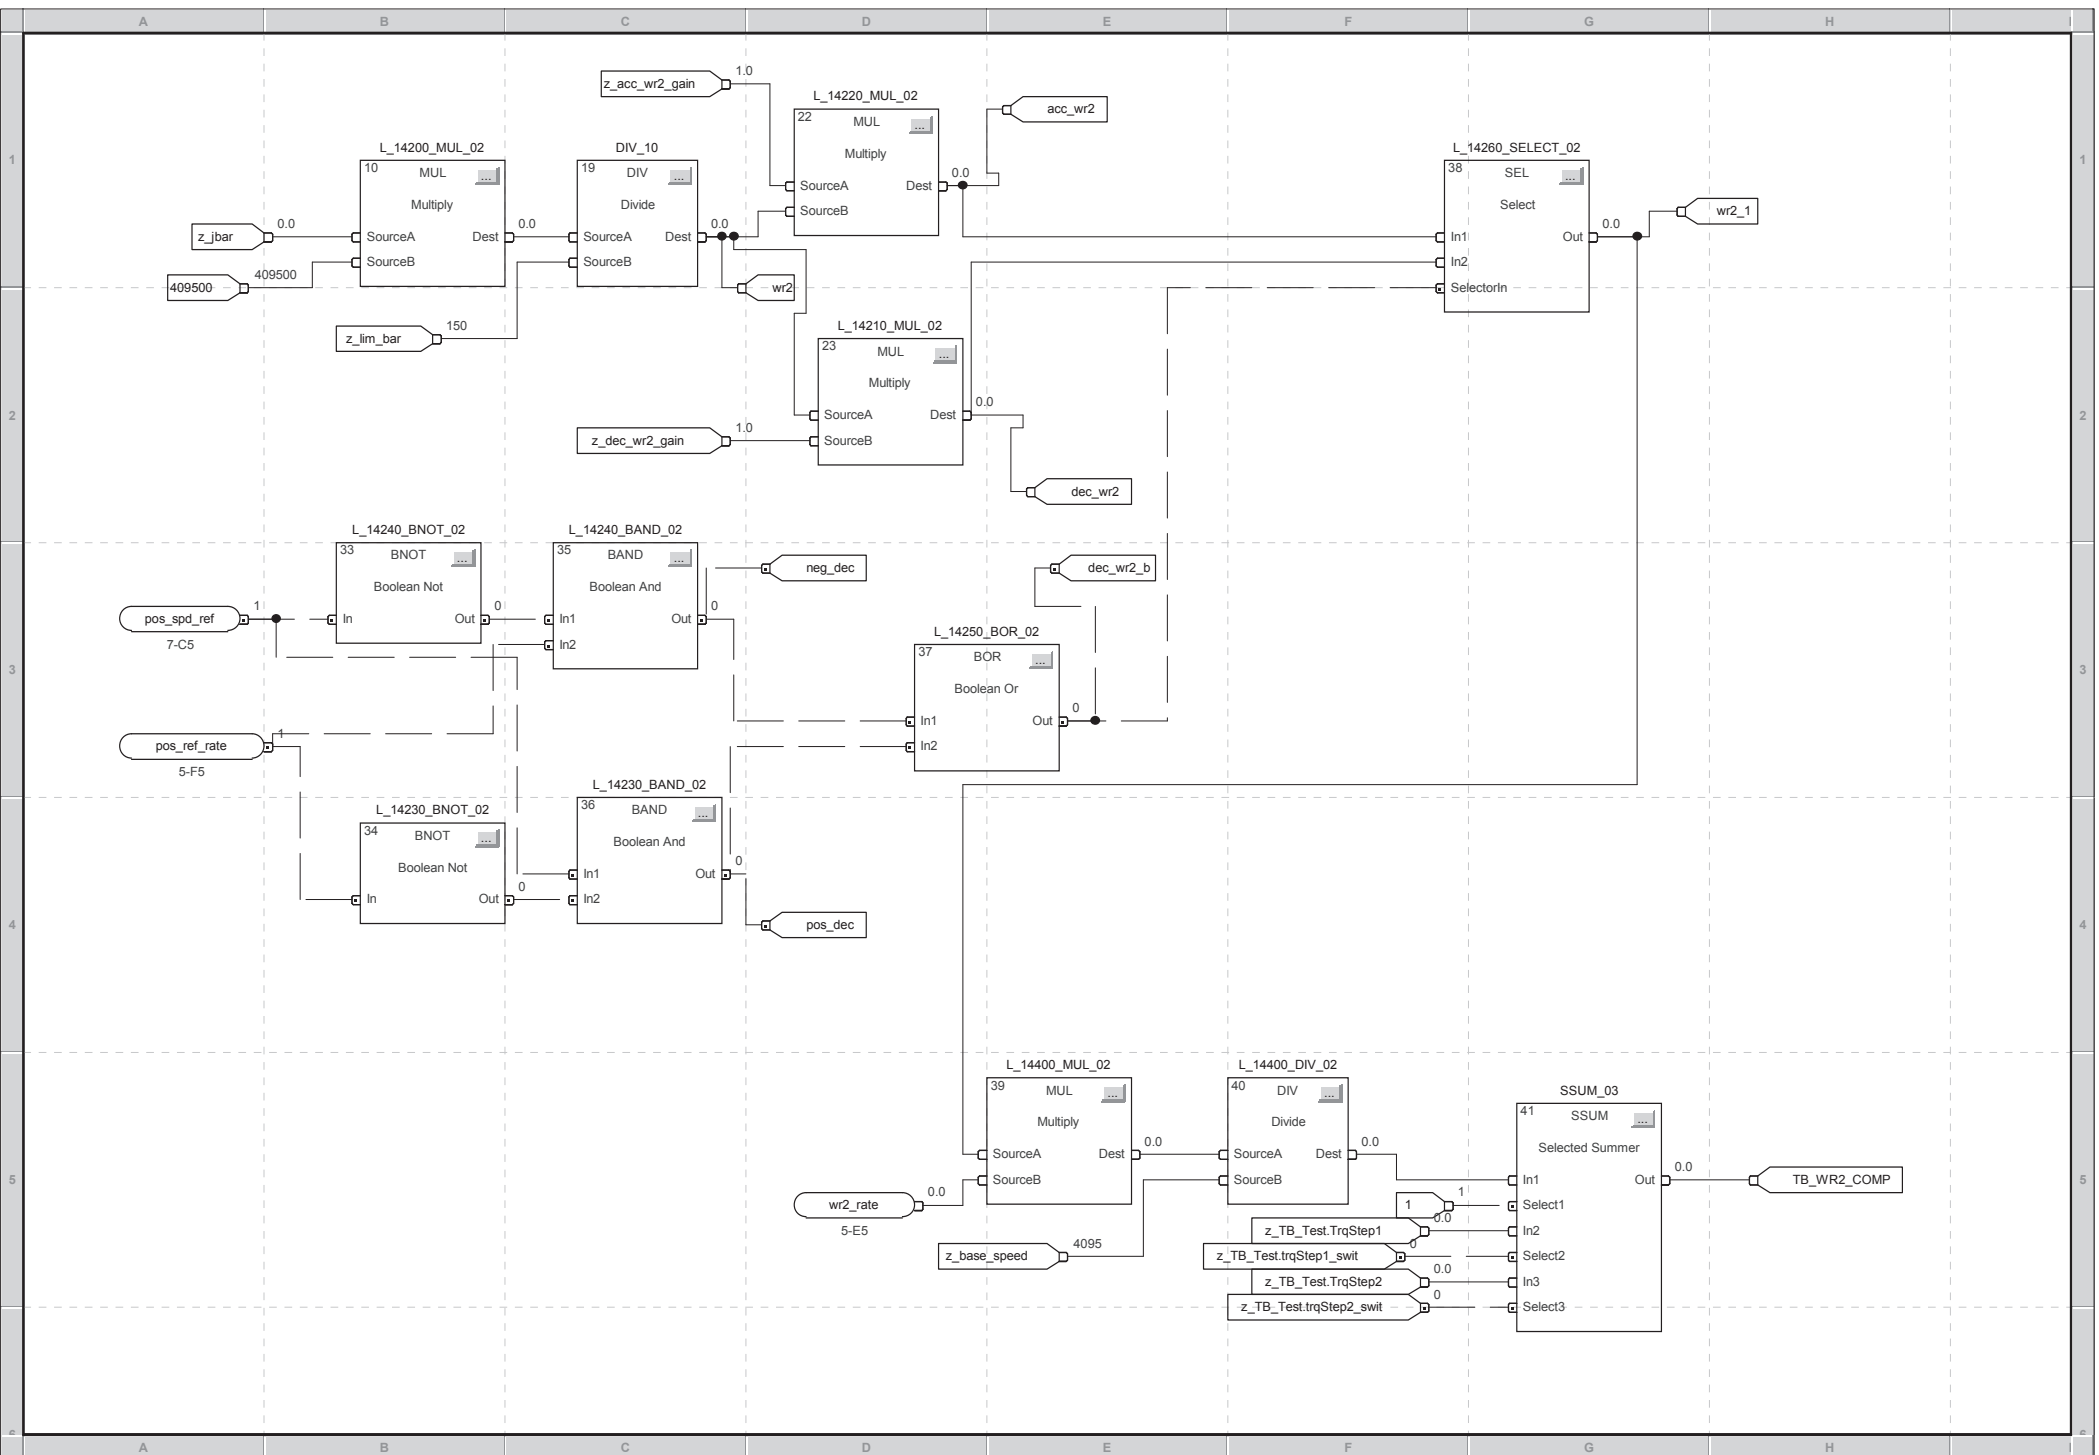 A B C D E F G H
1
z_acc_wr2_gain 1.0
L_14220_MUL_02
22 MUL ...
Multiply
SourceA Dest 0.0
SourceB
acc_wr2
L_14200_MUL_02
10 MUL ...
Multiply
SourceA Dest 0.0
SourceB
DIV_10
19 DIV ...
Divide
SourceA Dest 0.0
SourceB
L_14260_SELECT_02
38 SEL ...
Select
In1 Out 0.0
In2
SelectorIn
wr2_1
z_jbar 0.0
409500 409500
wr2
1
2
z_lim_bar 150
L_14210_MUL_02
23 MUL ...
Multiply
SourceA Dest 0.0
SourceB
z_dec_wr2_gain 1.0
dec_wr2
2
L_14240_BNOT_02
33 BNOT ...
Boolean Not
In Out 0
L_14240_BAND_02
35 BAND ...
Boolean And
In1 Out 0
In2
neg_dec
dec_wr2_b
pos_spd_ref 1
7-C5
L_14250_BOR_02
37 BOR ...
Boolean Or
In1 Out 0
In2
3
3
pos_ref_rate 1
5-F5
L_14230_BNOT_02
34 BNOT ...
Boolean Not
In Out 0
L_14230_BAND_02
36 BAND ...
Boolean And
In1 Out 0
In2
pos_dec
4
4
L_14400_MUL_02
39 MUL ...
Multiply
SourceA Dest 0.0
SourceB
L_14400_DIV_02
40 DIV ...
Divide
SourceA Dest 0.0
SourceB
SSUM_03
41 SSUM ...
Selected Summer
In1 Out 0.0
Select1
In2
Select2
In3
Select3
TB_WR2_COMP
5
5
wr2_rate 0.0
5-E5
z_base_speed 4095
1 1
z_TB_Test.TrqStep1 0.0
z_TB_Test.trqStep1_swit 0
z_TB_Test.TrqStep2 0.0
z_TB_Test.trqStep2_swit 0
A B C D E F G H